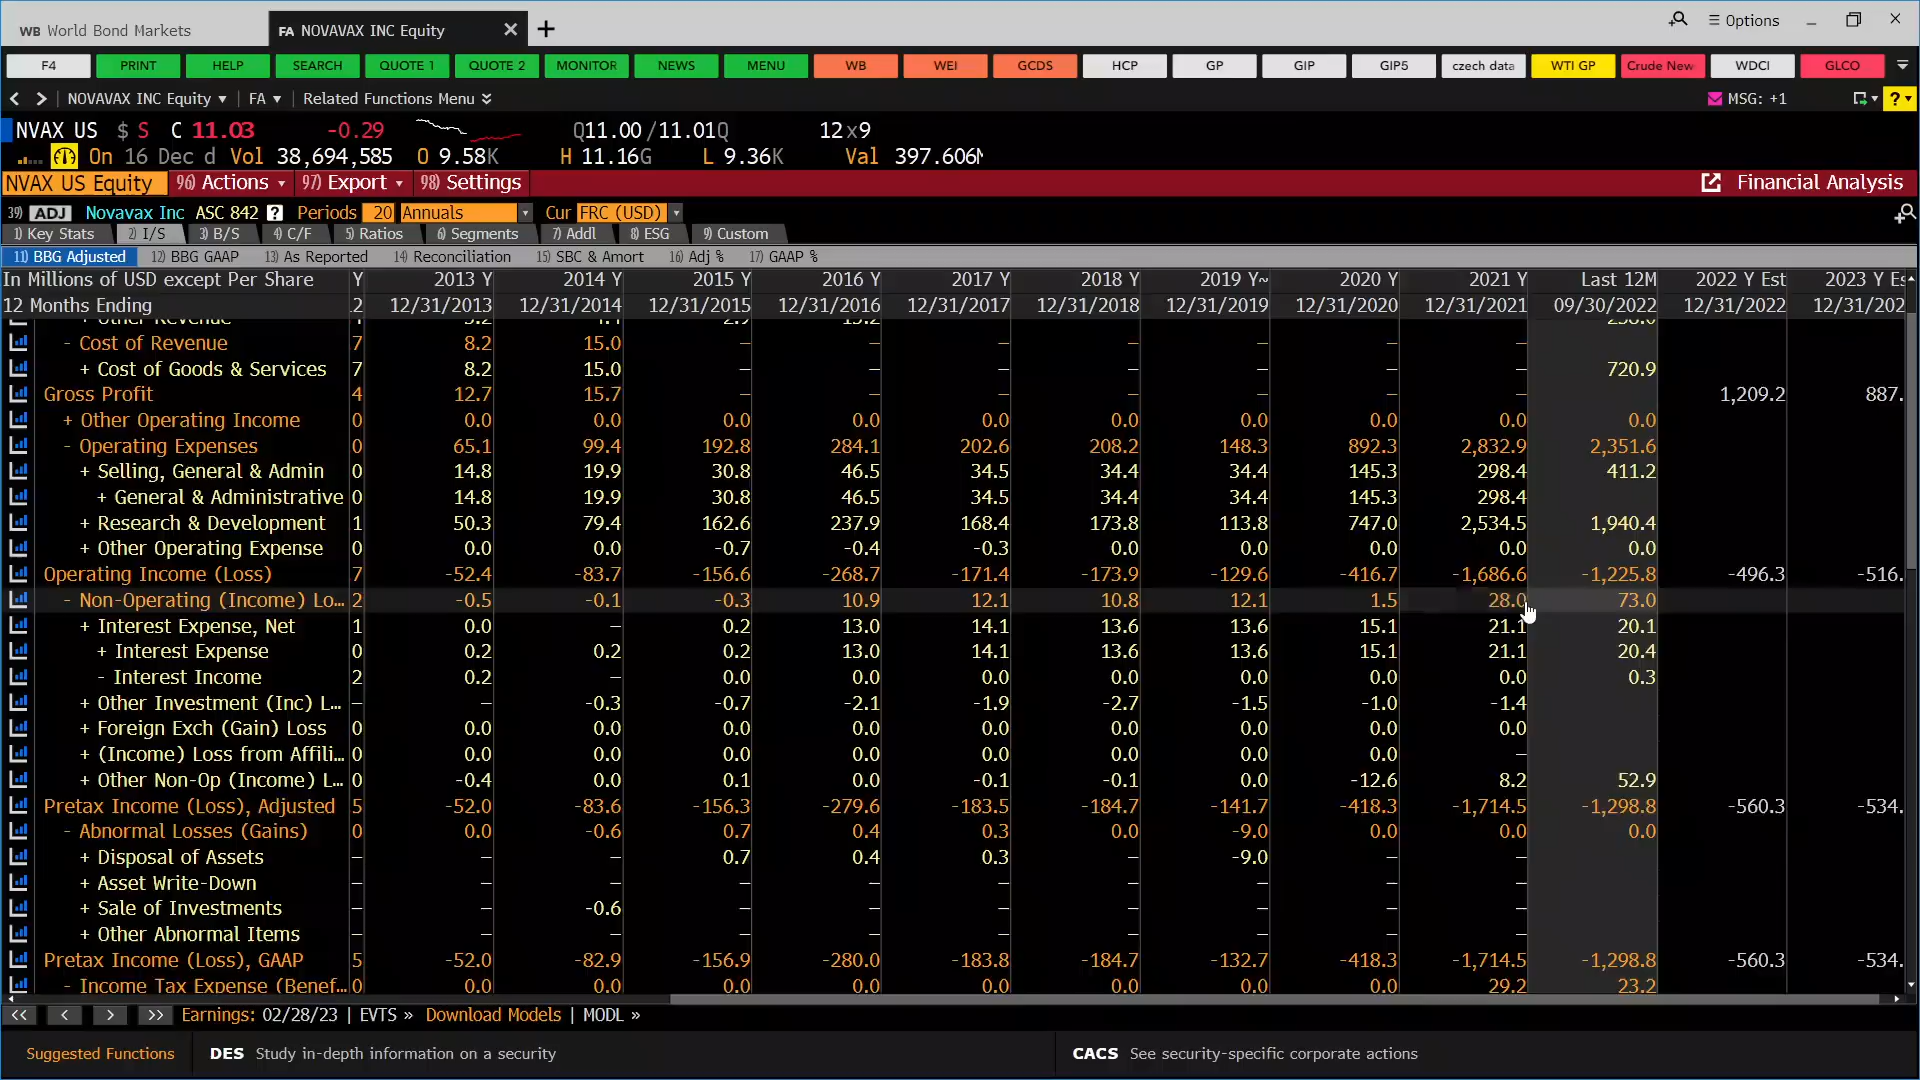 WB World Bond Markets FA NOVAVAX INC Equity × + Options
F4 PRINT HELP SEARCH QUOTE 1 QUOTE 2 MONITOR NEWS MENU WB WEI GCDS HCP GP GIP GIP5 czech data WTI GP Crude New WDCI GLCO
< > NOVAVAX INC Equity FA Related Functions Menu MSG: +1 ?
NVAX US $ S C 11.03 -0.29 Q11.00/11.01Q 12x9
On 16 Dec d Vol 38,694,585 O 9.58K H 11.16G L 9.36K Val 397.606M
NVAX US Equity 96) Actions 97) Export 98) Settings Financial Analysis
39) ADJ Novavax Inc ASC 842 ? Periods 20 Annuals Cur FRC (USD)
1) Key Stats 2) I/S 3) B/S 4) C/F 5) Ratios 6) Segments 7) Addl 8) ESG 9) Custom
11) BBG Adjusted 12) BBG GAAP 13) As Reported 14) Reconciliation 15) SBC & Amort 16) Adj % 17) GAAP %
In Millions of USD except Per Share Y 2013 Y 2014 Y 2015 Y 2016 Y 2017 Y 2018 Y 2019 Y~ 2020 Y 2021 Y Last 12M 2022 Y Est 2023 Y Es
12 Months Ending .2 12/31/2013 12/31/2014 12/31/2015 12/31/2016 12/31/2017 12/31/2018 12/31/2019 12/31/2020 12/31/2021 09/30/2022 12/31/2022 12/31/202
- Cost of Revenue 7 8.2 15.0 – – – – – – –
+ Cost of Goods & Services 7 8.2 15.0 – – – – – – – 720.9
Gross Profit 4 12.7 15.7 – – – – – – – 1,209.2 887.
+ Other Operating Income 0 0.0 0.0 0.0 0.0 0.0 0.0 0.0 0.0 0.0 0.0
- Operating Expenses 0 65.1 99.4 192.8 284.1 202.6 208.2 148.3 892.3 2,832.9 2,351.6
+ Selling, General & Admin 0 14.8 19.9 30.8 46.5 34.5 34.4 34.4 145.3 298.4 411.2
+ General & Administrative 0 14.8 19.9 30.8 46.5 34.5 34.4 34.4 145.3 298.4
+ Research & Development 1 50.3 79.4 162.6 237.9 168.4 173.8 113.8 747.0 2,534.5 1,940.4
+ Other Operating Expense 0 0.0 0.0 -0.7 -0.4 -0.3 0.0 0.0 0.0 0.0 0.0
Operating Income (Loss) 7 -52.4 -83.7 -156.6 -268.7 -171.4 -173.9 -129.6 -416.7 -1,686.6 -1,225.8 -496.3 -516.
- Non-Operating (Income) Lo... 2 -0.5 -0.1 -0.3 10.9 12.1 10.8 12.1 1.5 28.0 73.0
+ Interest Expense, Net 1 0.0 – 0.2 13.0 14.1 13.6 13.6 15.1 21.1 20.1
+ Interest Expense 0 0.2 0.2 0.2 13.0 14.1 13.6 13.6 15.1 21.1 20.4
- Interest Income 2 0.2 – 0.0 0.0 0.0 0.0 0.0 0.0 0.0 0.3
+ Other Investment (Inc) L... – – -0.3 -0.7 -2.1 -1.9 -2.7 -1.5 -1.0 -1.4
+ Foreign Exch (Gain) Loss 0 0.0 0.0 0.0 0.0 0.0 0.0 0.0 0.0 0.0
+ (Income) Loss from Affili... 0 0.0 0.0 0.0 0.0 0.0 0.0 0.0 0.0 –
+ Other Non-Op (Income) L... 0 -0.4 0.0 0.1 0.0 -0.1 -0.1 0.0 -12.6 8.2 52.9
Pretax Income (Loss), Adjusted 5 -52.0 -83.6 -156.3 -279.6 -183.5 -184.7 -141.7 -418.3 -1,714.5 -1,298.8 -560.3 -534.
- Abnormal Losses (Gains) 0 0.0 -0.6 0.7 0.4 0.3 0.0 -9.0 0.0 0.0 0.0
+ Disposal of Assets – – – 0.7 0.4 0.3 – -9.0 – –
+ Asset Write-Down – – – – – – – – – –
+ Sale of Investments – – -0.6 – – – – – – –
+ Other Abnormal Items – – – – – – – – – –
Pretax Income (Loss), GAAP 5 -52.0 -82.9 -156.9 -280.0 -183.8 -184.7 -132.7 -418.3 -1,714.5 -1,298.8 -560.3 -534.
- Income Tax Expense (Benef... 0 0.0 0.0 0.0 0.0 0.0 0.0 0.0 0.0 29.2 23.2
<< < > >> Earnings: 02/28/23 | EVTS » Download Models | MODL »
Suggested Functions DES Study in-depth information on a security CACS See security-specific corporate actions